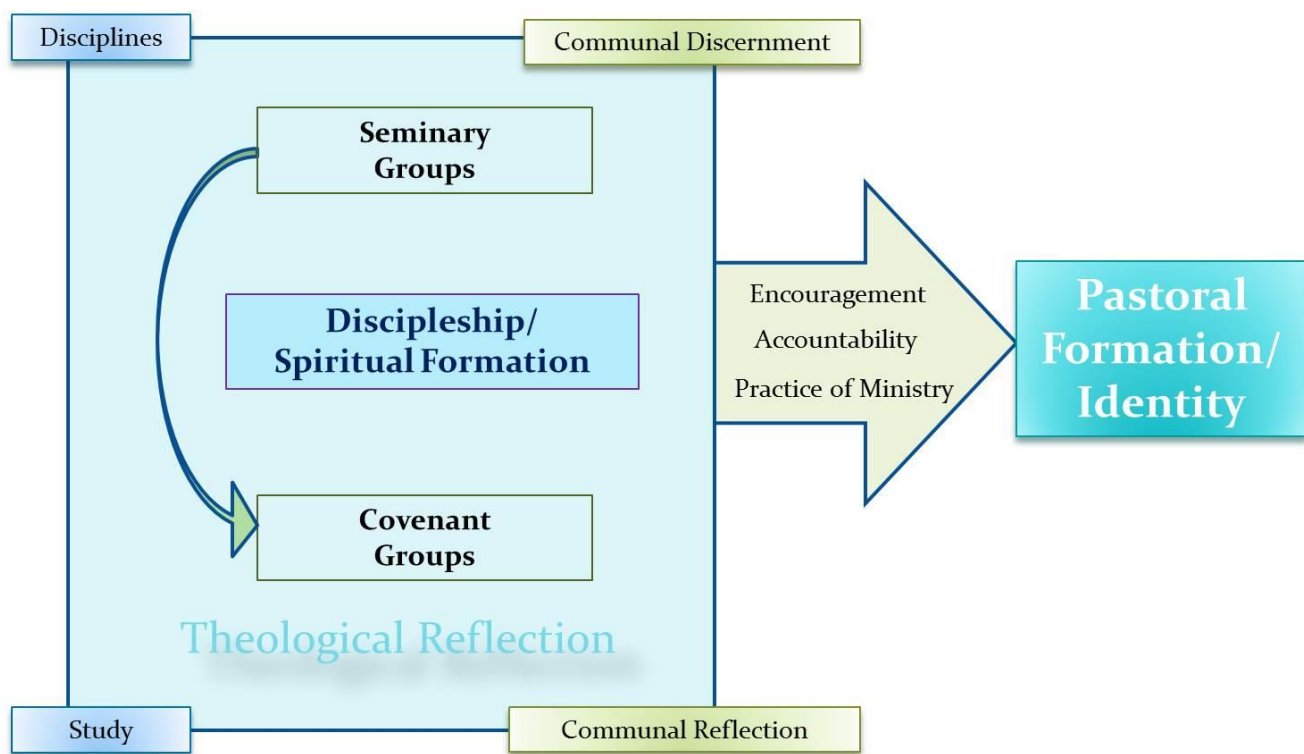 Disciplines
Communal Discernment
Seminary
Groups
Discipleship/
Spiritual Formation
Covenant
Groups
Theological Reflection
Study
Communal Reflection
Encouragement
Accountability
Practice of Ministry
Pastoral
Formation/
Identity